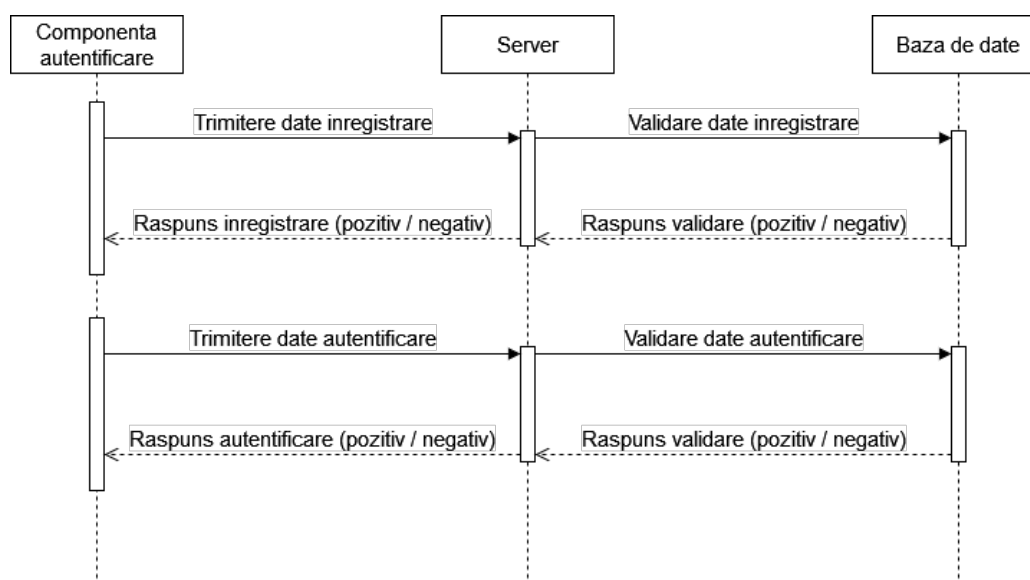 Componenta
autentificare
Server
Baza de date
Trimitere date inregistrare
Validare date inregistrare
Raspuns inregistrare (pozitiv / negativ)
Raspuns validare (pozitiv / negativ)
Trimitere date autentificare
Validare date autentificare
Raspuns autentificare (pozitiv / negativ)
Raspuns validare (pozitiv / negativ)